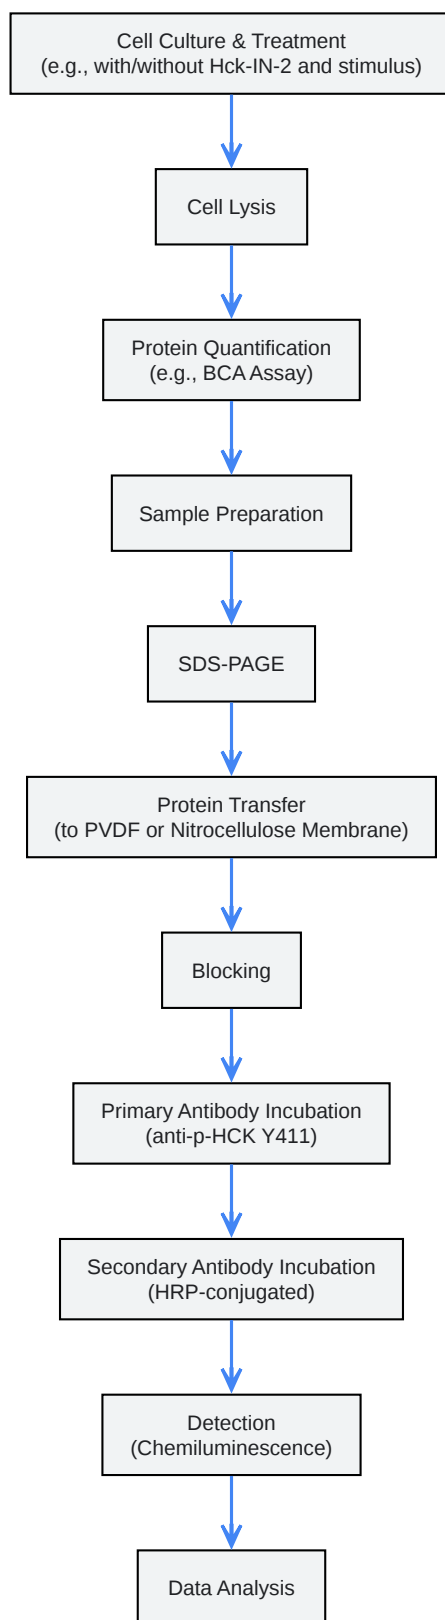 Cell Culture & Treatment
(e.g., with/without Hck-IN-2 and stimulus)
Cell Lysis
Protein Quantification
(e.g., BCA Assay)
Sample Preparation
SDS-PAGE
Protein Transfer
(to PVDF or Nitrocellulose Membrane)
Blocking
Primary Antibody Incubation
(anti-p-HCK Y411)
Secondary Antibody Incubation
(HRP-conjugated)
Detection
(Chemiluminescence)
Data Analysis